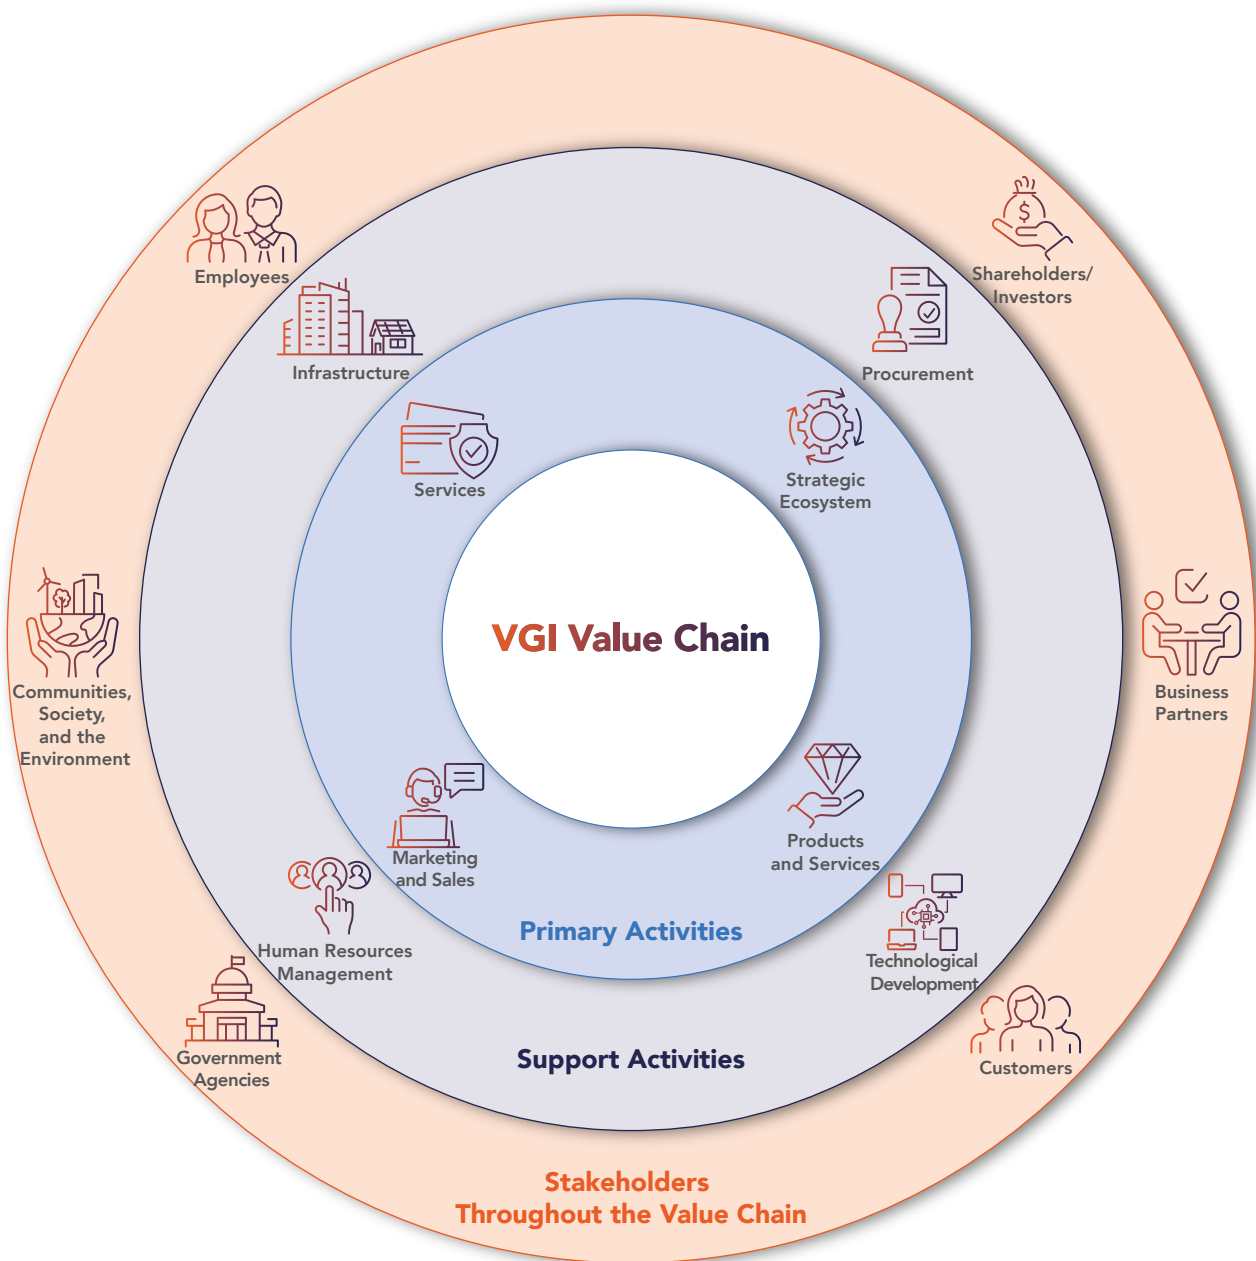 Employees
Shareholders/
Investors
Infrastructure
Procurement
Services
Strategic
Ecosystem
VGI Value Chain
Communities,
Society,
and the
Environment
Business
Partners
Marketing
and Sales
Products
and Services
Primary Activities
Human Resources
Management
Technological
Development
Government
Agencies
Support Activities
Customers
Stakeholders
Throughout the Value Chain